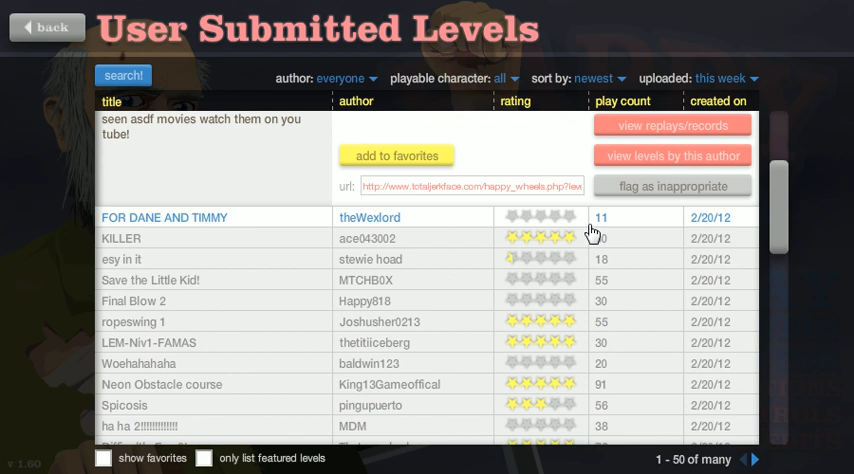 back
User Submitted Levels
search!
author: everyone playable character: all sort by: newest uploaded: this week
title author rating play count created on
seen asdf movies watch them on you
tube!
view replays/records
add to favorites
view levels by this author
url: http://www.totaljerkface.com/happy_wheels.php?lev
flag as inappropriate
FOR DANE AND TIMMY theWexlord 11 2/20/12
KILLER ace043002 2/20/12
esy in it stewie hoad 18 2/20/12
Save the Little Kid! MTCHB0X 55 2/20/12
Final Blow 2 Happy818 30 2/20/12
ropeswing 1 Joshusher0213 55 2/20/12
LEM-Niv1-FAMAS thetitiiceberg 30 2/20/12
Woehahahaha baldwin123 20 2/20/12
Neon Obstacle course King13Gameoffical 91 2/20/12
Spicosis pingupuerto 56 2/20/12
ha ha 2!!!!!!!!!!!!! MDM 38 2/20/12
show favorites only list featured levels 1 - 50 of many
v 1.60